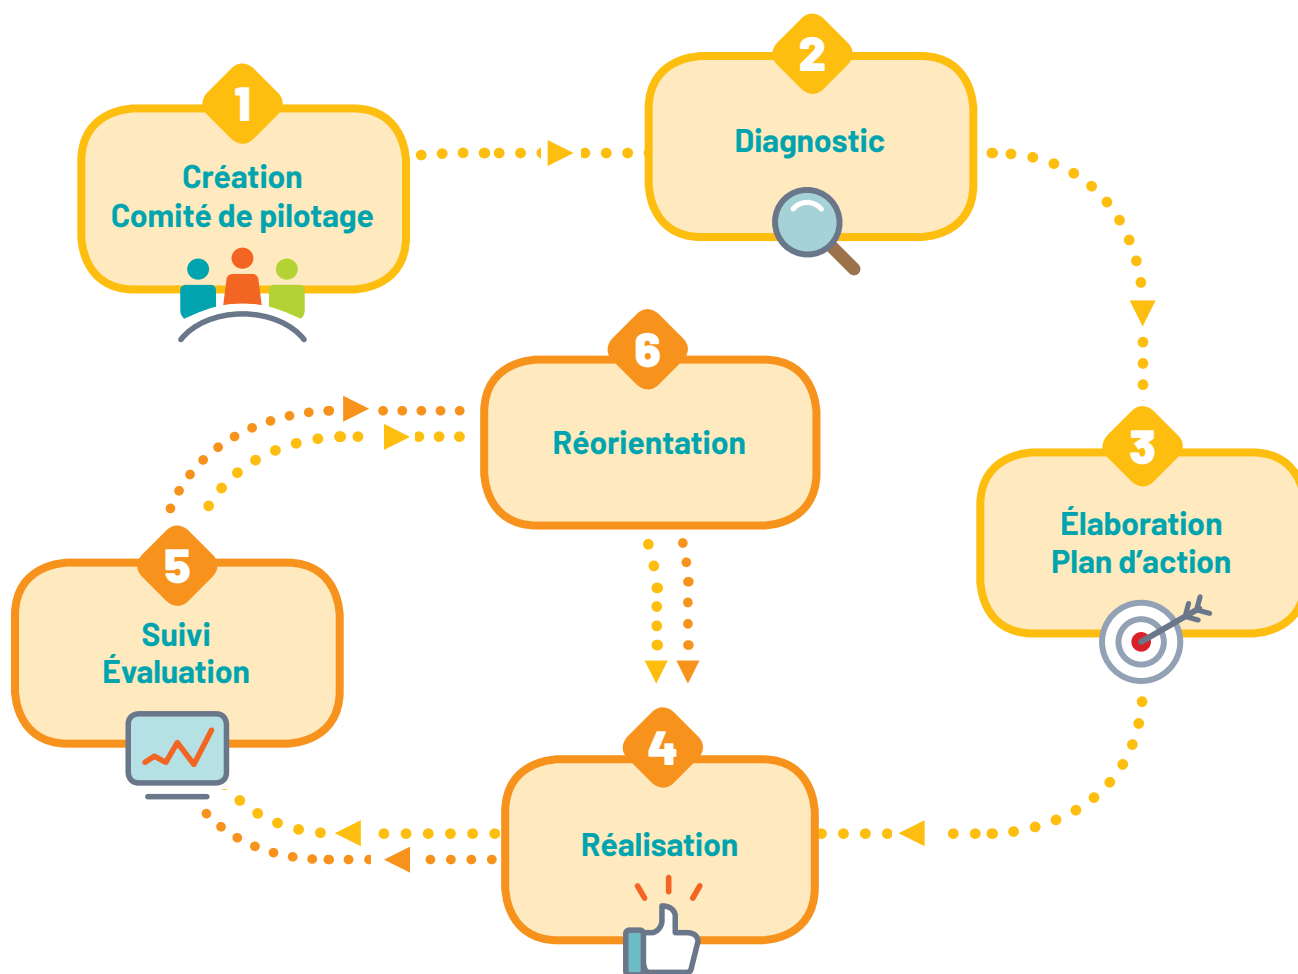 1
Création
Comité de pilotage
2
Diagnostic
3
Élaboration
Plan d’action
4
Réalisation
5
Suivi
Évaluation
6
Réorientation